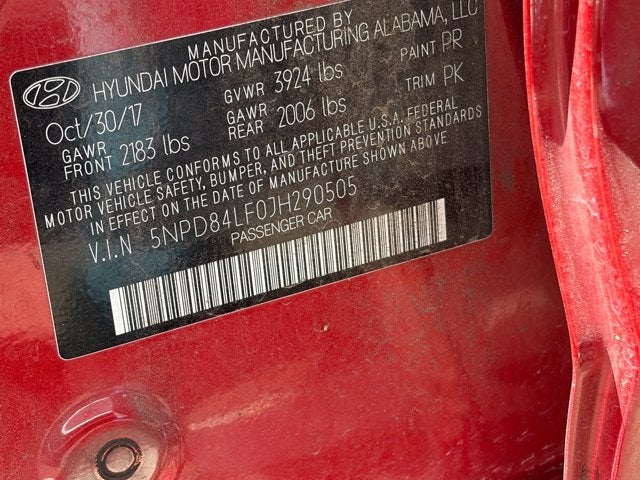 MANUFACTURED BY
HYUNDAI MOTOR MANUFACTURING ALABAMA, LLC
Oct/30/17 GVWR 3924 lbs PAINT PR
GAWR FRONT 2183 lbs GAWR REAR 2006 lbs TRIM PK
THIS VEHICLE CONFORMS TO ALL APPLICABLE U.S.A. FEDERAL
MOTOR VEHICLE SAFETY, BUMPER, AND THEFT PREVENTION STANDARDS
IN EFFECT ON THE DATE OF MANUFACTURE SHOWN ABOVE
V.I.N 5NPD84LF0JH290505
PASSENGER CAR